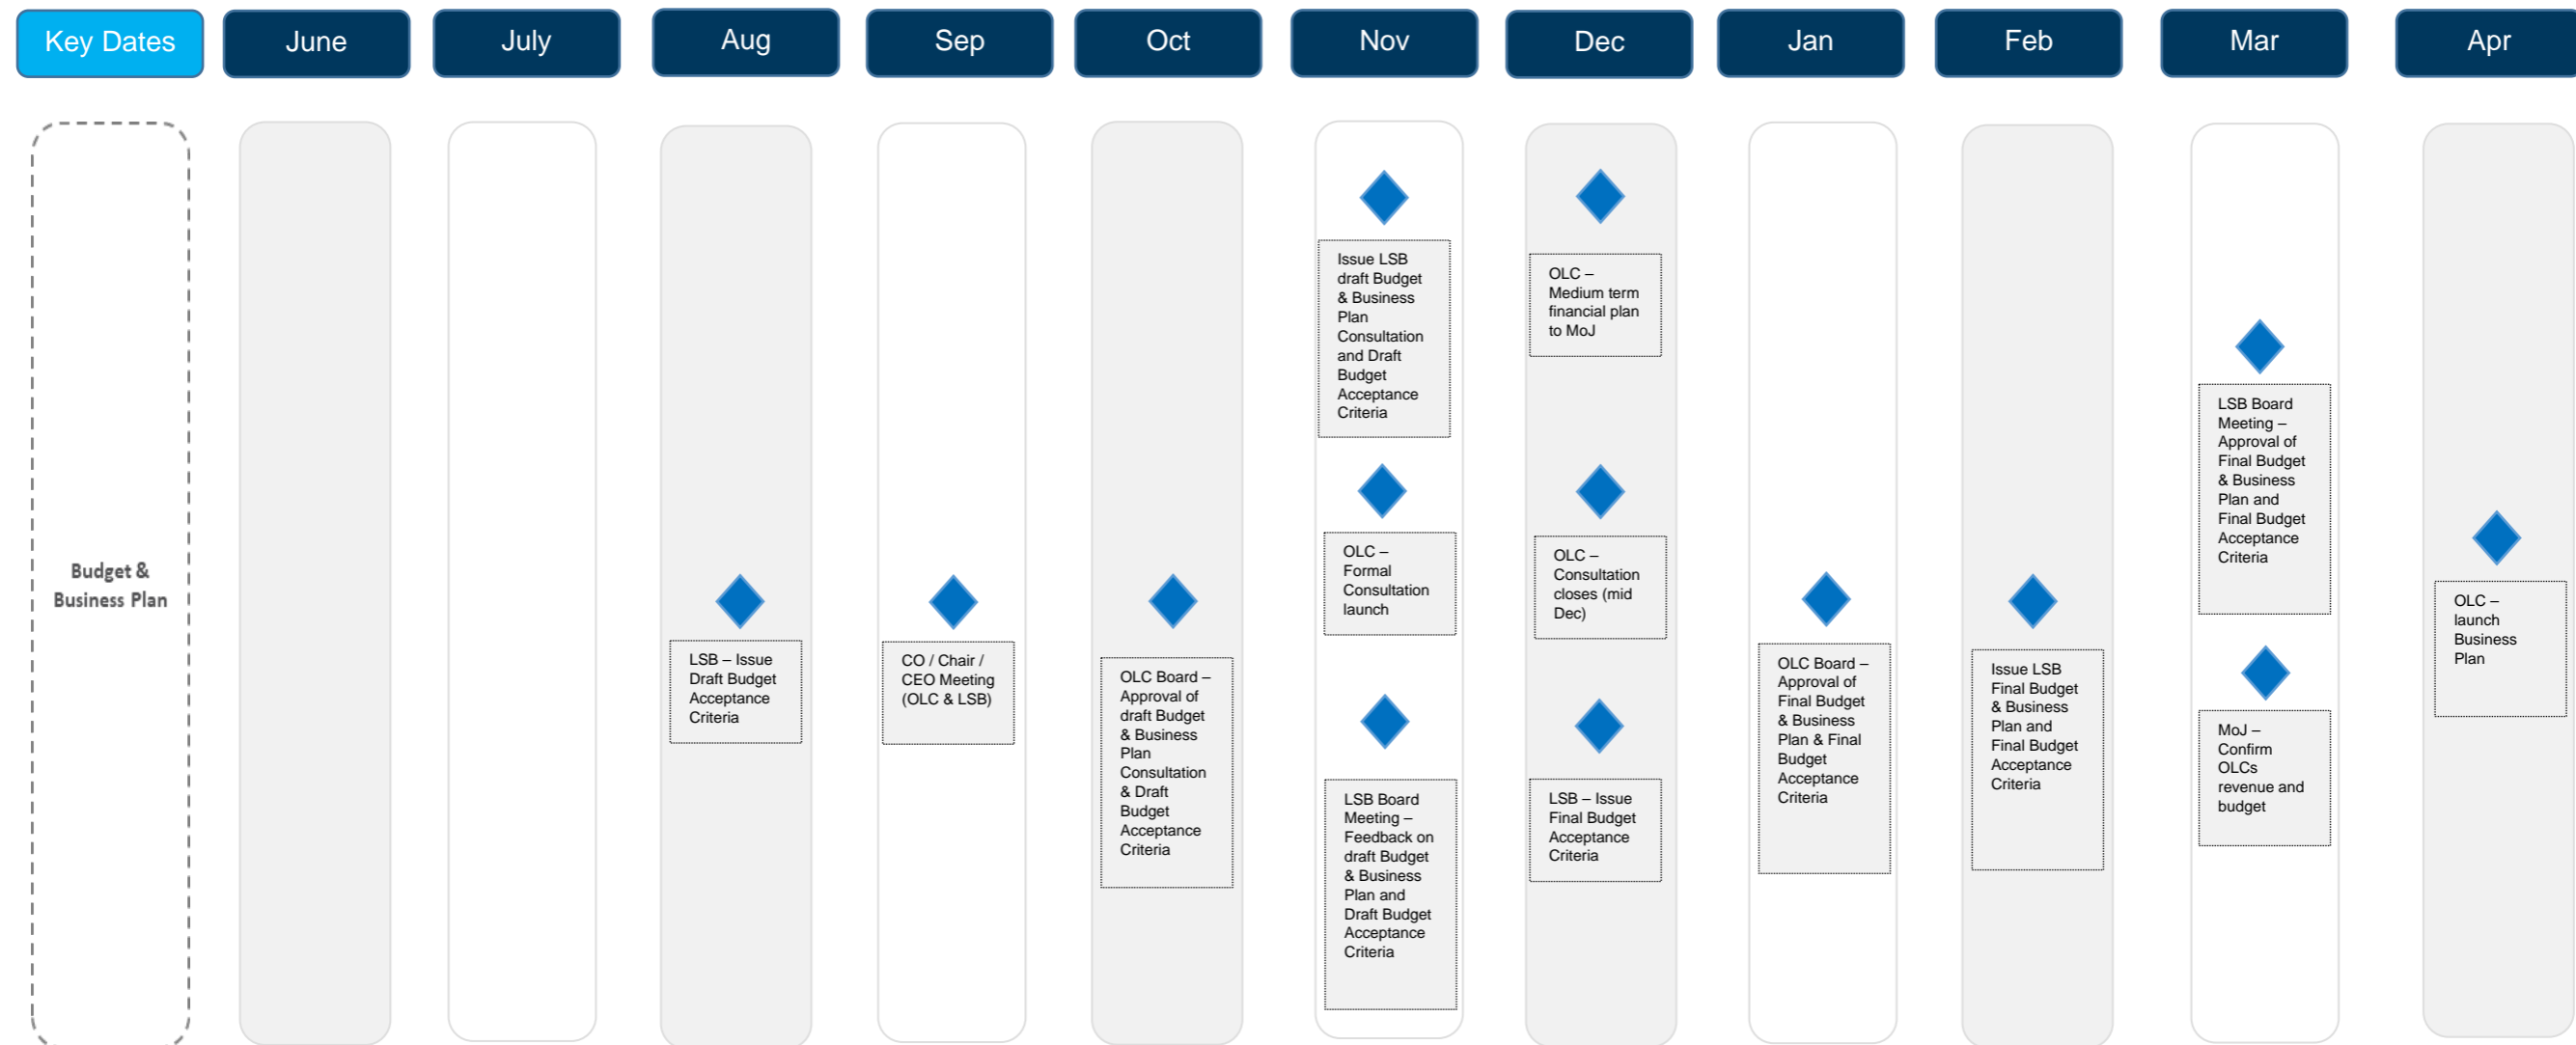 Key Dates
June
July
Aug
Sep
Oct
Nov
Dec
Jan
Feb
Mar
Apr
Budget &
Business Plan
LSB – Issue
Draft Budget
Acceptance
Criteria
CO / Chair /
CEO Meeting
(OLC & LSB)
OLC Board –
Approval of
draft Budget
& Business
Plan
Consultation
& Draft
Budget
Acceptance
Criteria
Issue LSB
draft Budget
& Business
Plan
Consultation
and Draft
Budget
Acceptance
Criteria
OLC –
Formal
Consultation
launch
LSB Board
Meeting –
Feedback on
draft Budget
& Business
Plan and
Draft Budget
Acceptance
Criteria
OLC –
Medium term
financial plan
to MoJ
OLC –
Consultation
closes (mid
Dec)
LSB – Issue
Final Budget
Acceptance
Criteria
OLC Board –
Approval of
Final Budget
& Business
Plan & Final
Budget
Acceptance
Criteria
Issue LSB
Final Budget
& Business
Plan and
Final Budget
Acceptance
Criteria
LSB Board
Meeting –
Approval of
Final Budget
& Business
Plan and
Final Budget
Acceptance
Criteria
MoJ –
Confirm
OLCs
revenue and
budget
OLC –
launch
Business
Plan